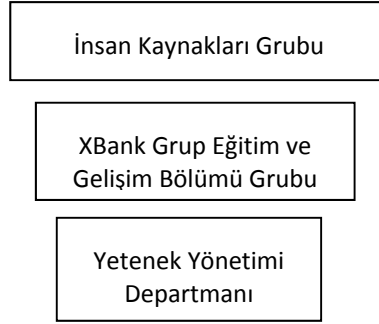 İnsan Kaynakları Grubu
XBank Grup Eğitim ve
Gelişim Bölümü Grubu
Yetenek Yönetimi
Departmanı